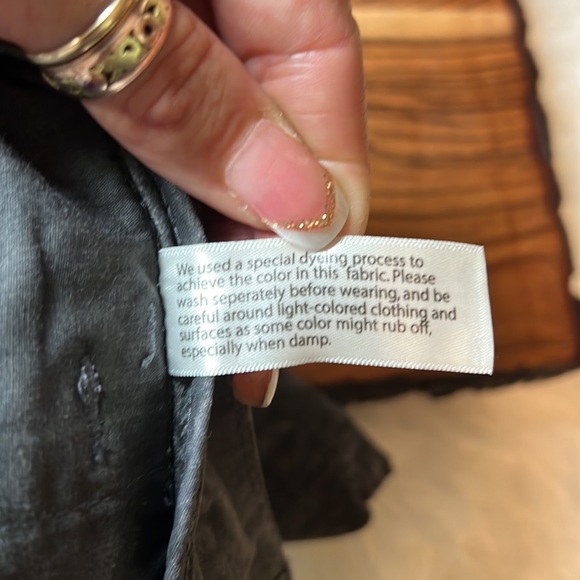 We used a special dyeing process to
achieve the color in this fabric. Please
wash seperately before wearing, and be
careful around light-colored clothing and
surfaces as some color might rub off,
especially when damp.